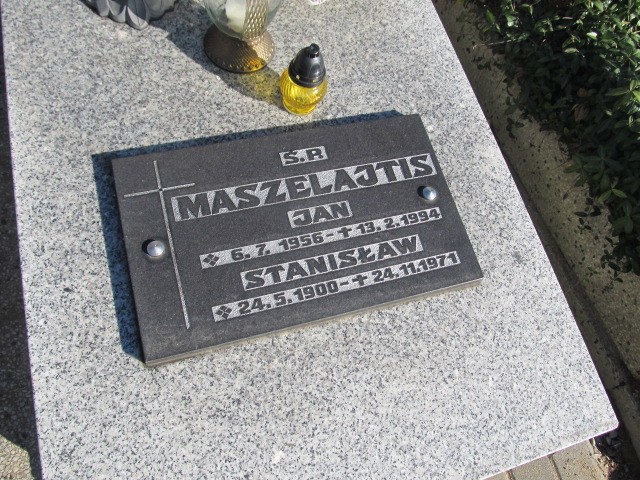 Ś.P.
MASZELAJTIS
JAN
6.7.1956-✝13.2.1994
STANISŁAW
24.5.1900-✝24.11.1971